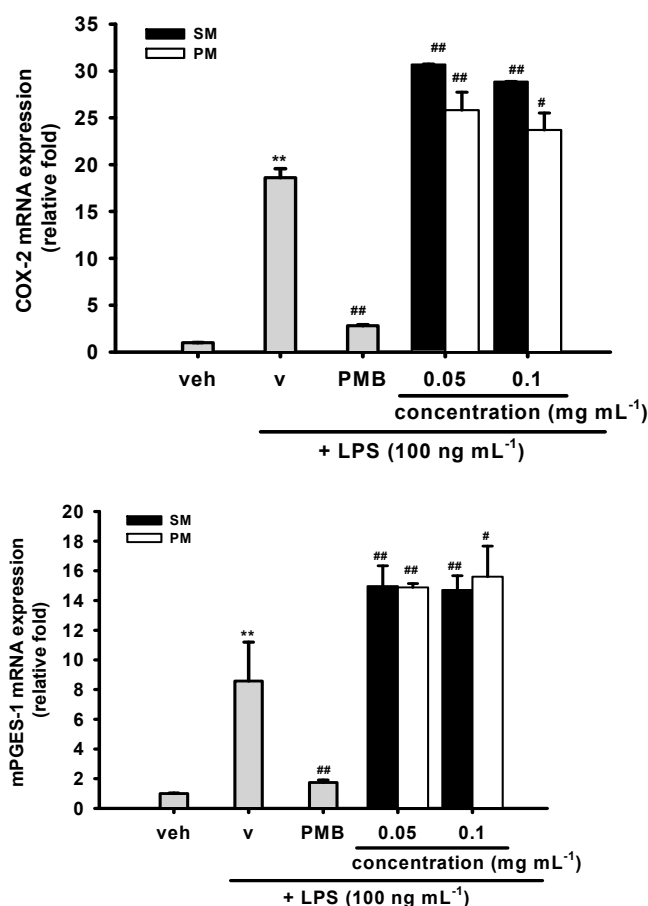 SM
PM
COX-2 mRNA expression
(relative fold)
35
30
25
20
15
10
5
0
**
##
##
##
##
#
veh v PMB 0.05 0.1
concentration (mg mL⁻¹)
+ LPS (100 ng mL⁻¹)
SM
PM
mPGES-1 mRNA expression
(relative fold)
20
18
16
14
12
10
8
6
4
2
0
**
##
##
##
##
#
veh v PMB 0.05 0.1
concentration (mg mL⁻¹)
+ LPS (100 ng mL⁻¹)